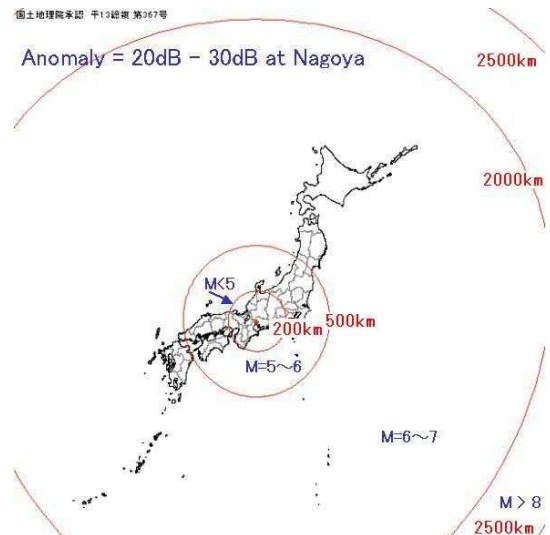 国土地理院承認 平13総複 第367号
Anomaly = 20dB - 30dB at Nagoya
2500km
2000km
M<5
200km
500km
M=5～6
M=6～7
M > 8
2500km